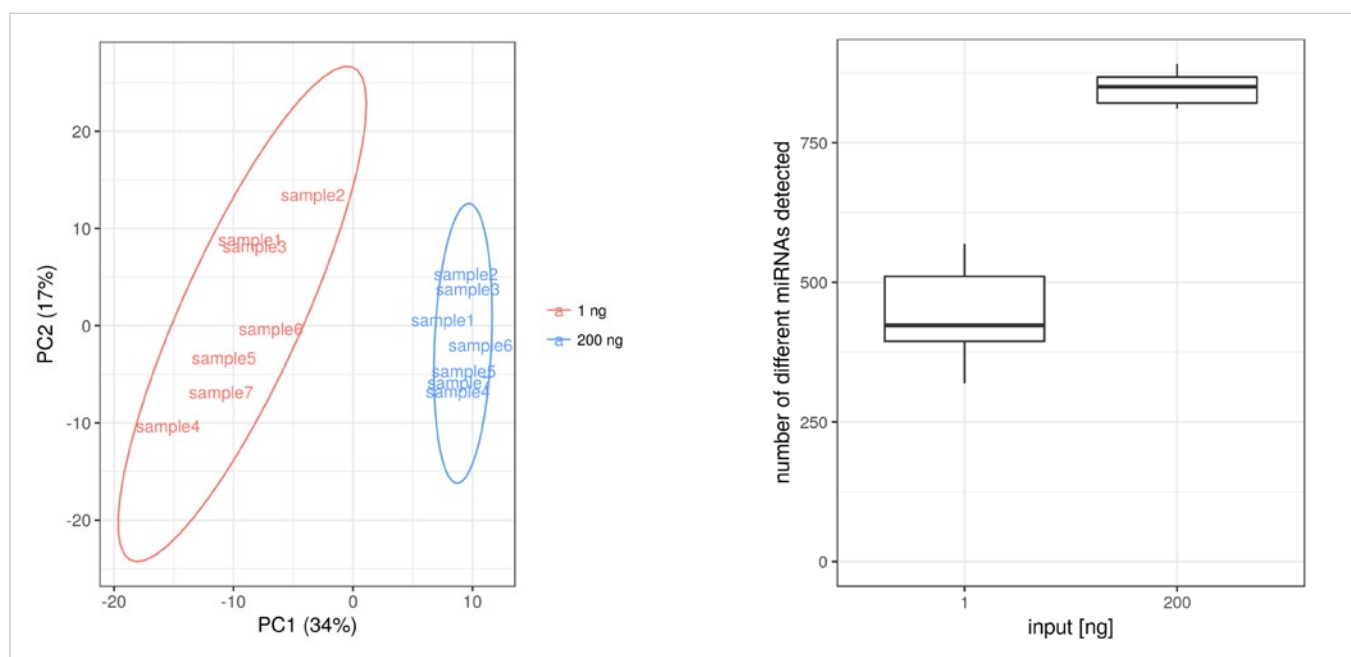 20
10
0
-10
-20
PC2 (17%)
sample2
sample1
sample3
sample6
sample5
sample7
sample4
sample2
sample3
sample1
sample6
sample5
sample7
sample4
-20
-10
0
10
PC1 (34%)
a 1 ng
a 200 ng
number of different miRNAs detected
750
500
250
0
1
200
input [ng]